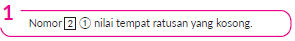 1
Nomor 2 ① nilai tempat ratusan yang kosong.